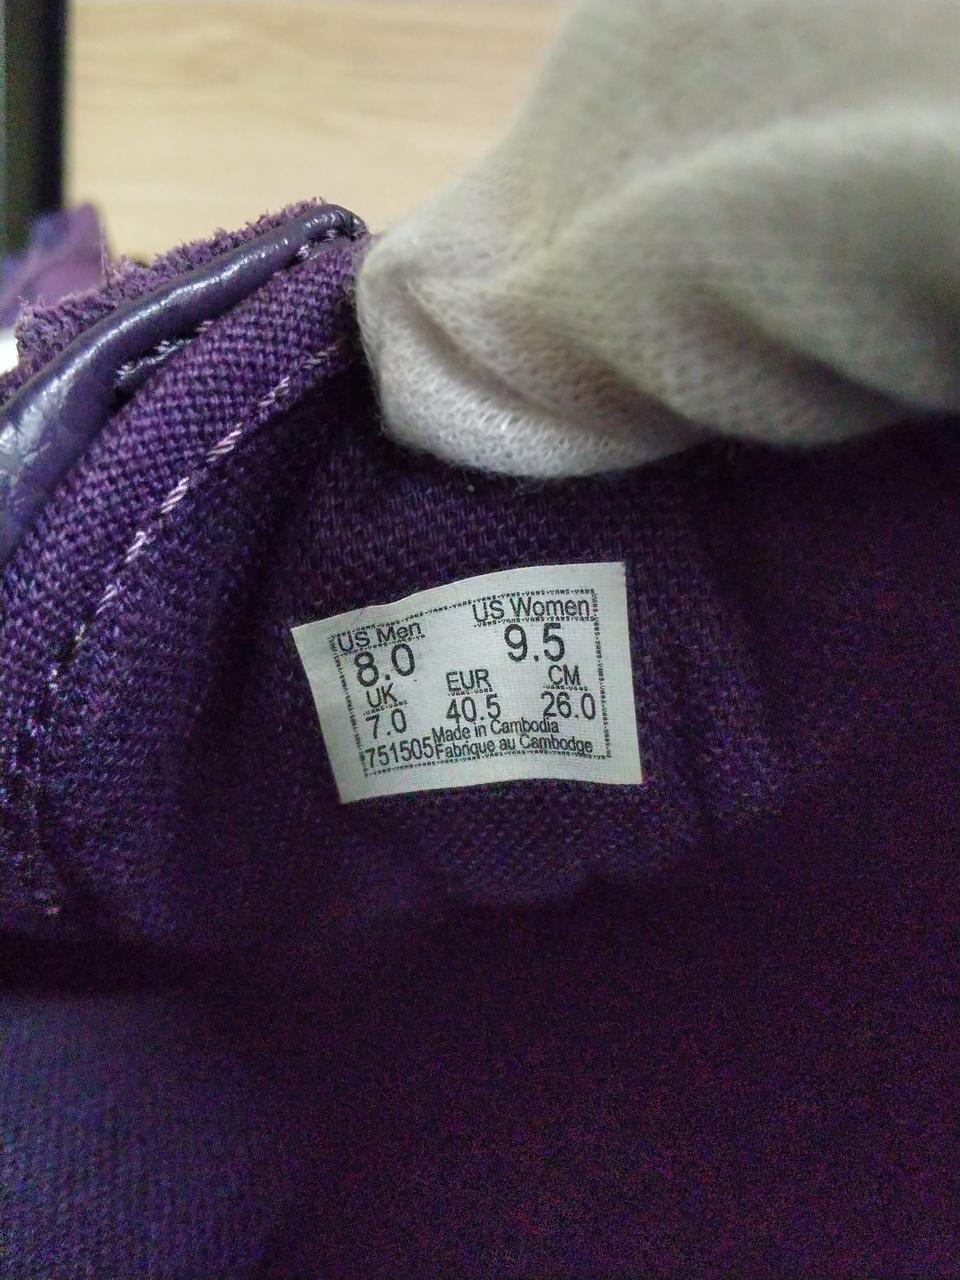 US Men US Women
8.0 9.5
UK EUR CM
7.0 40.5 26.0
Made in Cambodia
751505 Fabrique au Cambodge